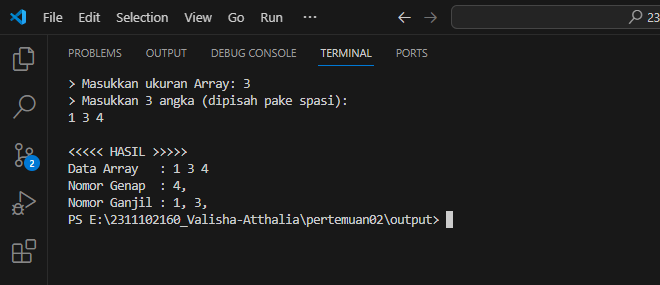 File Edit Selection View Go Run ··· ← → 23
PROBLEMS OUTPUT DEBUG CONSOLE TERMINAL PORTS
> Masukkan ukuran Array: 3
> Masukkan 3 angka (dipisah pake spasi):
1 3 4
<<<<< HASIL >>>>>
Data Array   : 1 3 4
Nomor Genap  : 4,
Nomor Ganjil : 1, 3,
PS E:\2311102160_Valisha-Atthalia\pertemuan02\output>
2